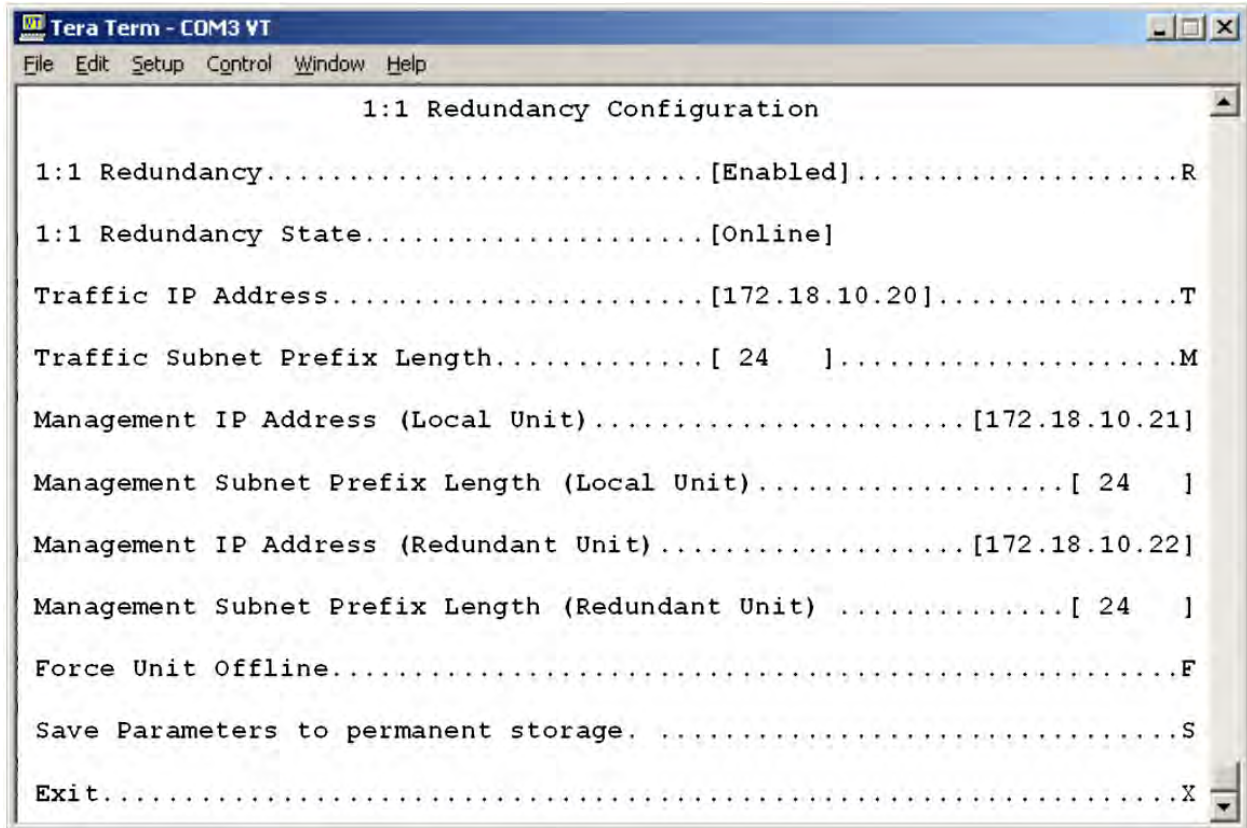 Tera Term - COM3 VT
File Edit Setup Control Window Help
1:1 Redundancy Configuration
1:1 Redundancy...........................[Enabled]....................R
1:1 Redundancy State.....................[Online]
Traffic IP Address.......................[172.18.10.20]...............T
Traffic Subnet Prefix Length.............[ 24   ].....................M
Management IP Address (Local Unit).......................[172.18.10.21]
Management Subnet Prefix Length (Local Unit)...................[ 24   ]
Management IP Address (Redundant Unit)...................[172.18.10.22]
Management Subnet Prefix Length (Redundant Unit) ..............[ 24   ]
Force Unit Offline....................................................F
Save Parameters to permanent storage. ................................S
Exit..................................................................X